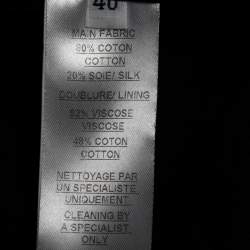 40
MAIN FABRIC
80% COTON
COTTON
20% SOIE/ SILK
DOUBLURE/ LINING
52% VISCOSE
VISCOSE
48% COTON
COTTON
NETTOYAGE PAR
UN SPECIALISTE
UNIQUEMENT.
CLEANING BY
A SPECIALIST
ONLY